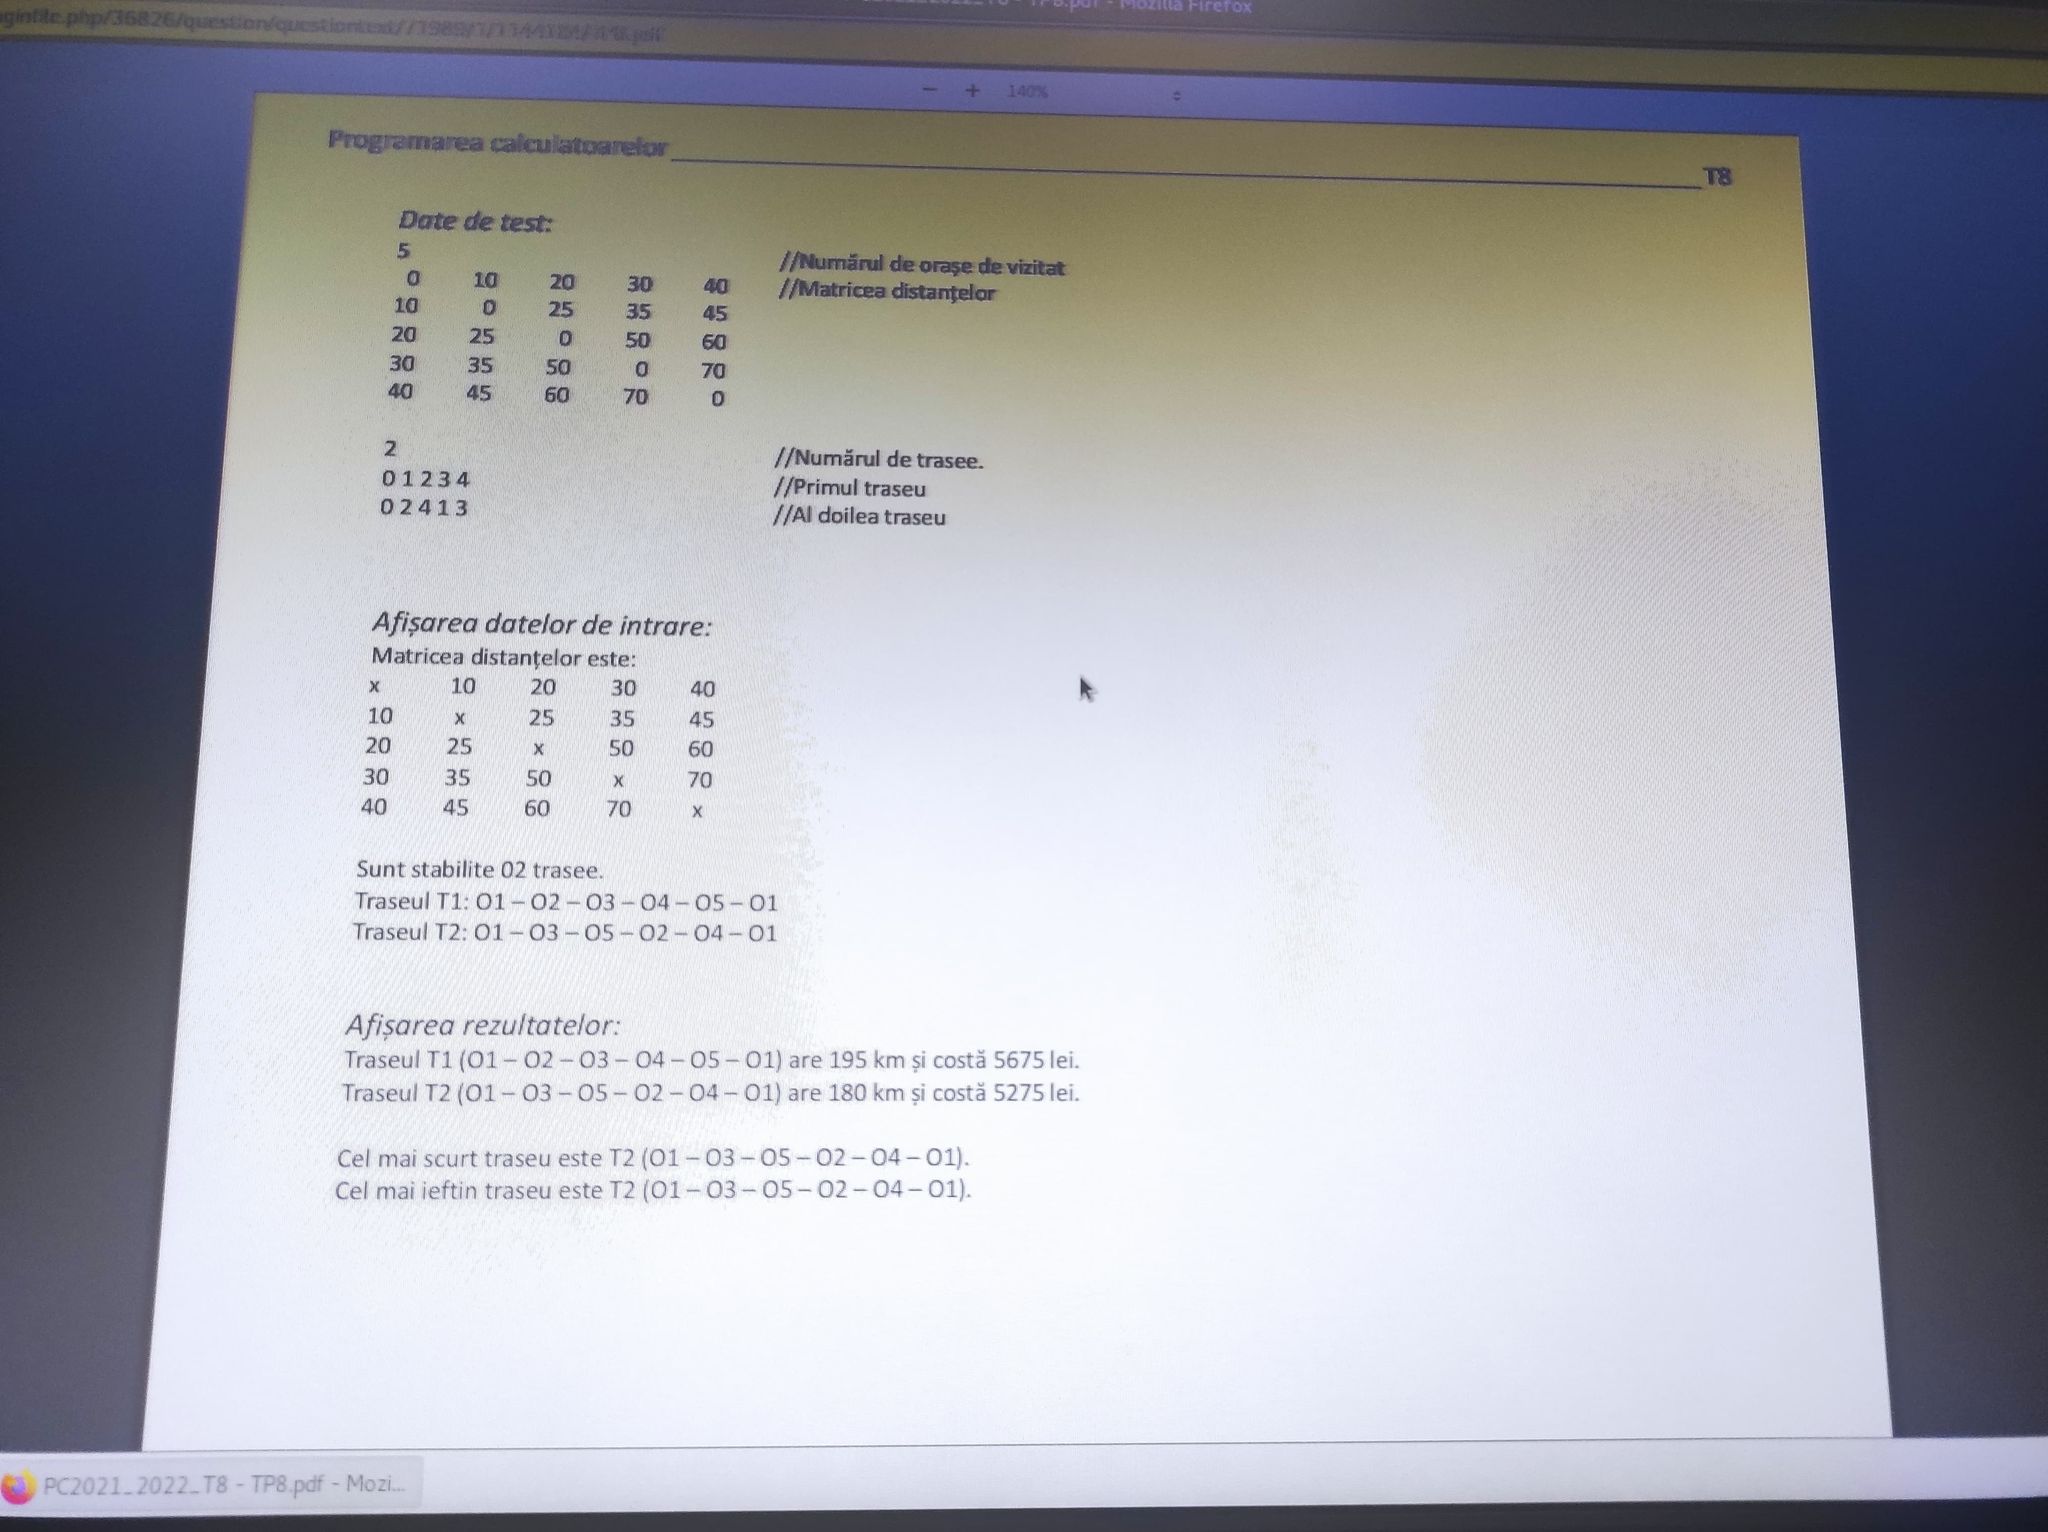 TP8.pdf - Mozilla Firefox
140%
Programarea calculatoarelor T8
Date de test:
5 //Numărul de orașe de vizitat
0 10 20 30 40 //Matricea distanțelor
10 0 25 35 45
20 25 0 50 60
30 35 50 0 70
40 45 60 70 0
2 //Numărul de trasee.
0 1 2 3 4 //Primul traseu
0 2 4 1 3 //Al doilea traseu
Afișarea datelor de intrare:
Matricea distanțelor este:
x 10 20 30 40
10 x 25 35 45
20 25 x 50 60
30 35 50 x 70
40 45 60 70 x
Sunt stabilite 02 trasee.
Traseul T1: O1 – O2 – O3 – O4 – O5 – O1
Traseul T2: O1 – O3 – O5 – O2 – O4 – O1
Afișarea rezultatelor:
Traseul T1 (O1 – O2 – O3 – O4 – O5 – O1) are 195 km și costă 5675 lei.
Traseul T2 (O1 – O3 – O5 – O2 – O4 – O1) are 180 km și costă 5275 lei.
Cel mai scurt traseu este T2 (O1 – O3 – O5 – O2 – O4 – O1).
Cel mai ieftin traseu este T2 (O1 – O3 – O5 – O2 – O4 – O1).
PC2021_2022_T8 - TP8.pdf - Mozi...